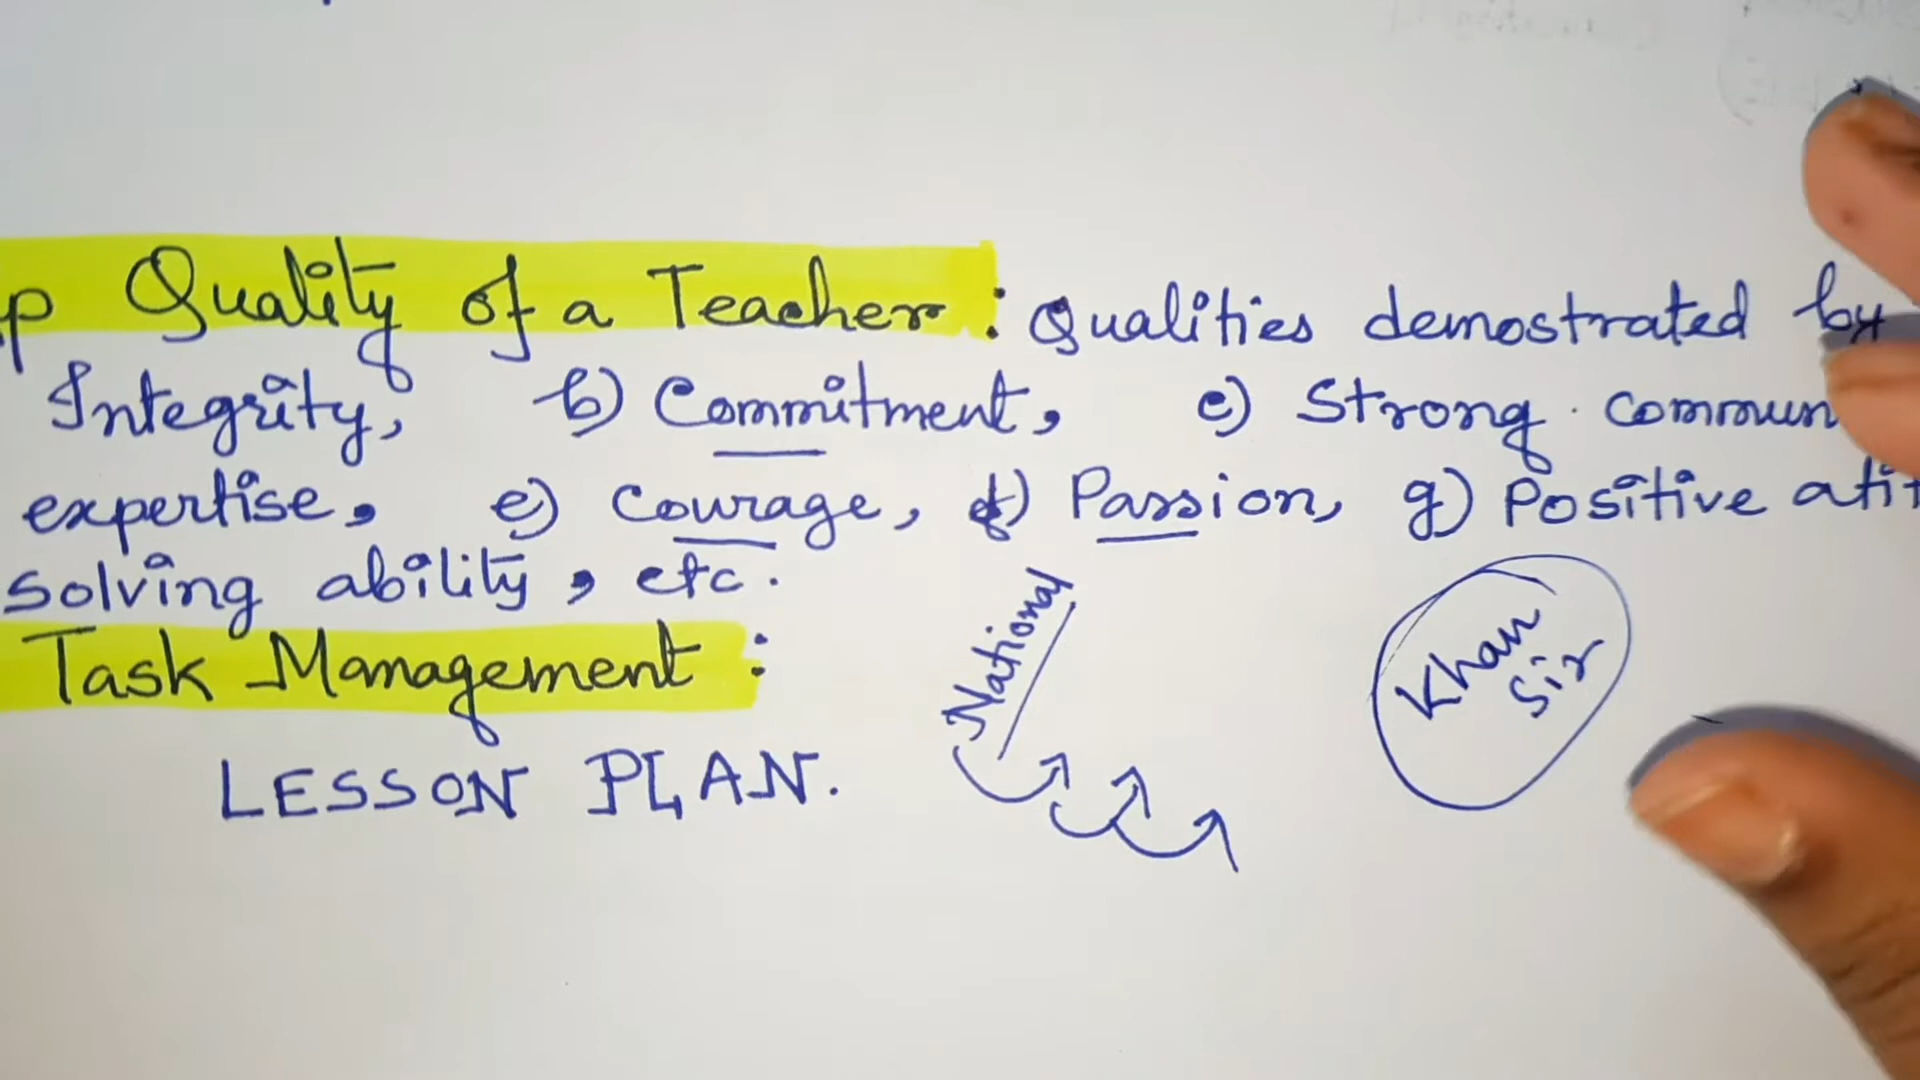 p Quality of a Teacher : Qualities demostrated by
Integrity, b) Commitment, c) Strong commun
expertise, e) Courage, f) Passion, g) Positive atit
solving ability, etc.
Task Management :
LESSON PLAN.
National
Khan
Sir